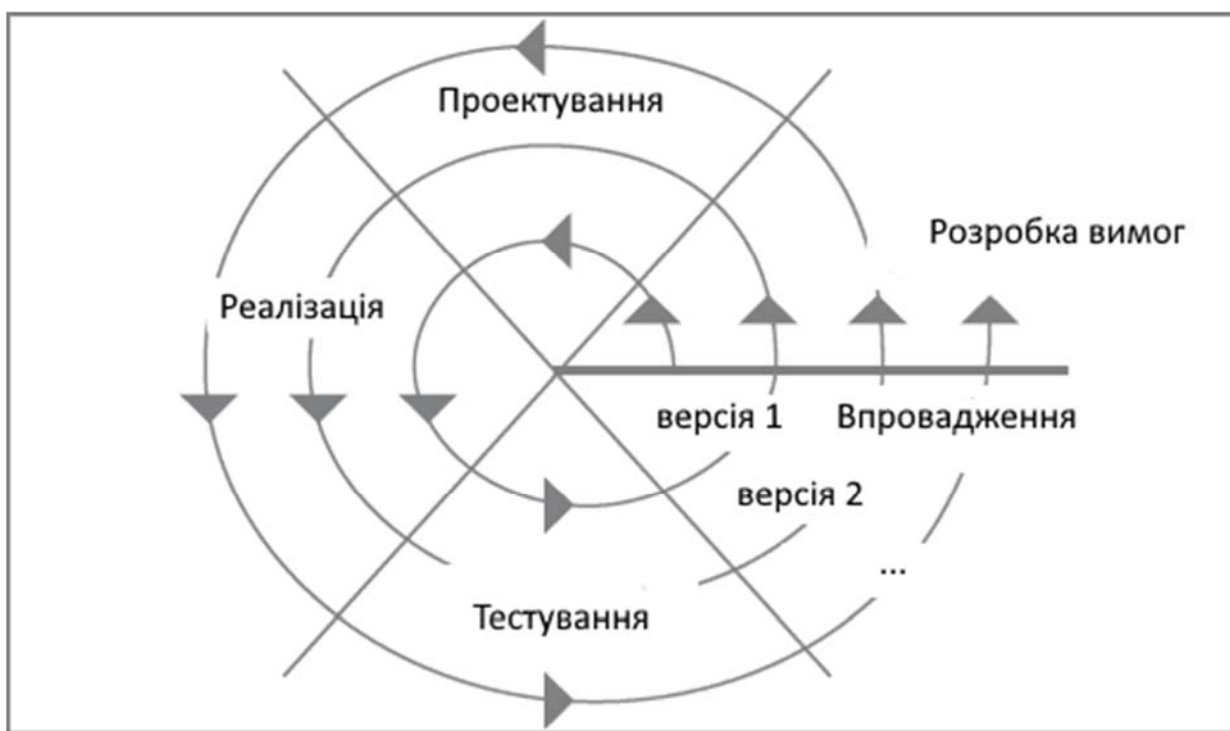 Проектування
Розробка вимог
Реалізація
версія 1
Впровадження
версія 2
...
Тестування